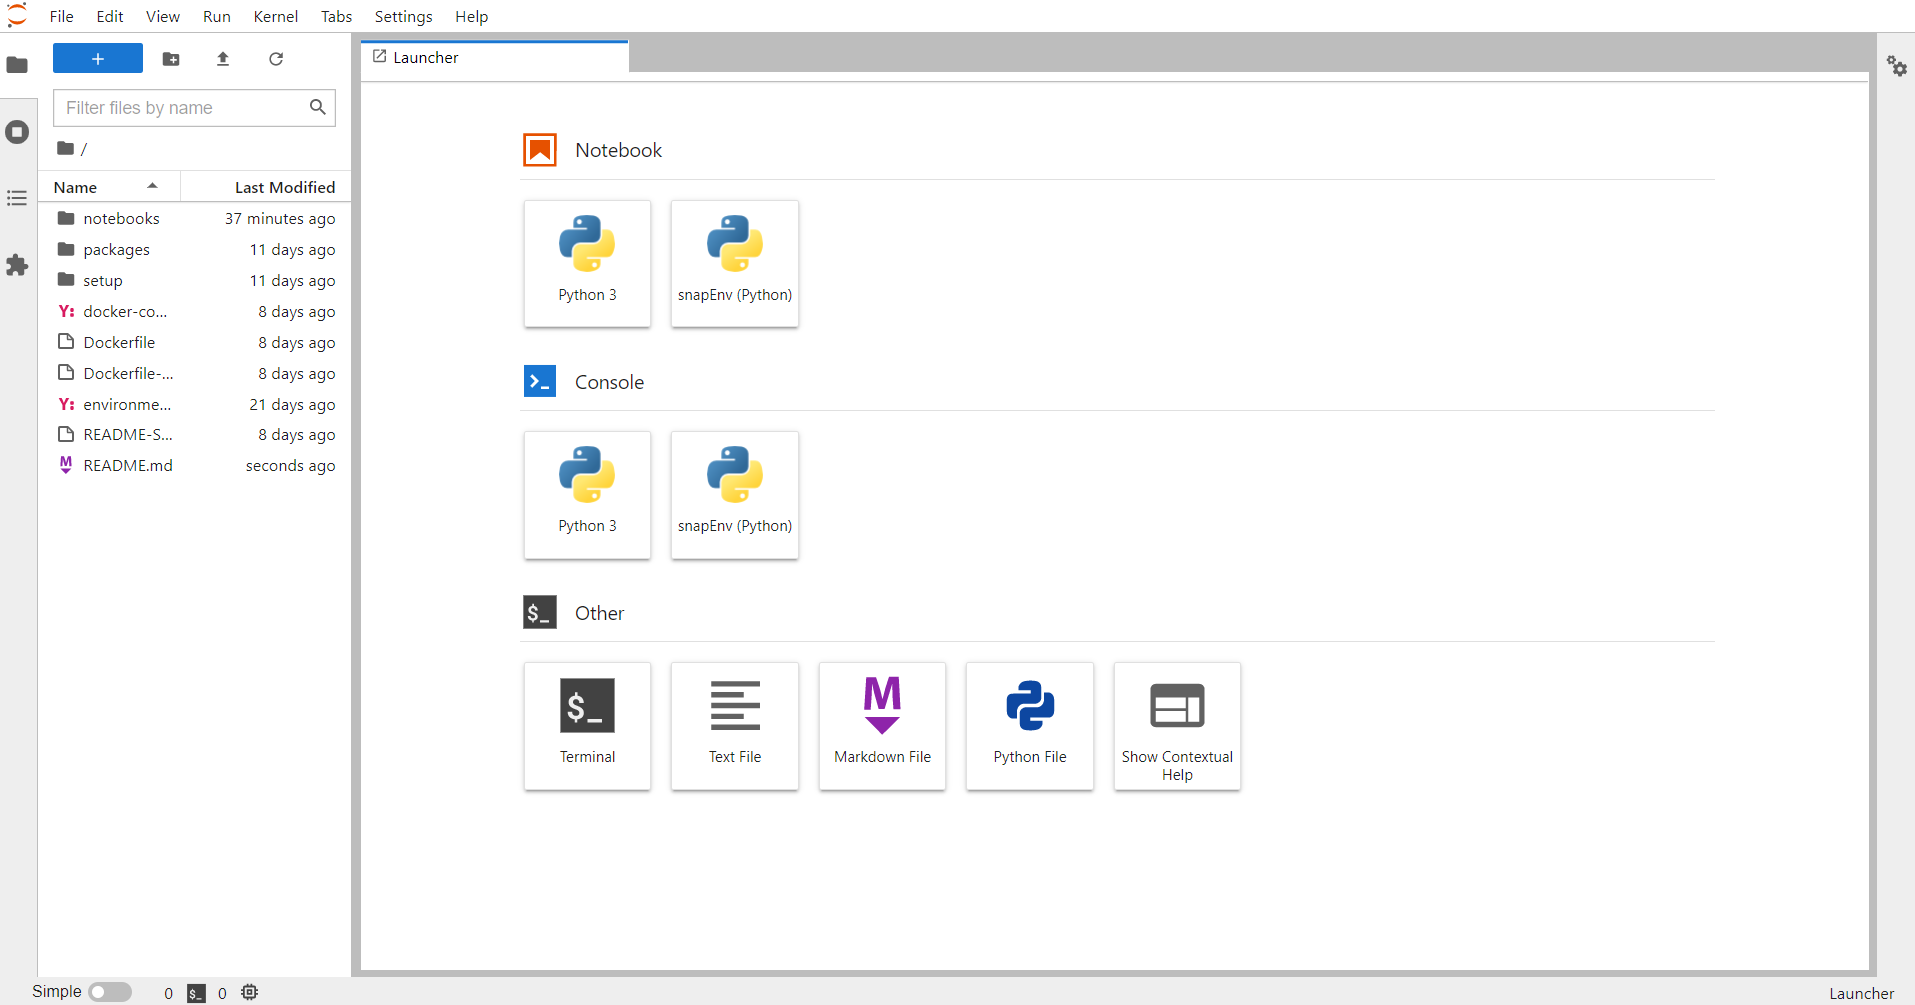 File Edit View Run Kernel Tabs Settings Help
+
Filter files by name
/
Name Last Modified
notebooks 37 minutes ago
packages 11 days ago
setup 11 days ago
Y: docker-co... 8 days ago
Dockerfile 8 days ago
Dockerfile-... 8 days ago
Y: environme... 21 days ago
README-S... 8 days ago
M README.md seconds ago
Launcher
Notebook
Python 3 snapEnv (Python)
>_ Console
Python 3 snapEnv (Python)
$_ Other
$_ M
Terminal Text File Markdown File Python File Show Contextual
Help
Simple 0 $_ 0 Launcher